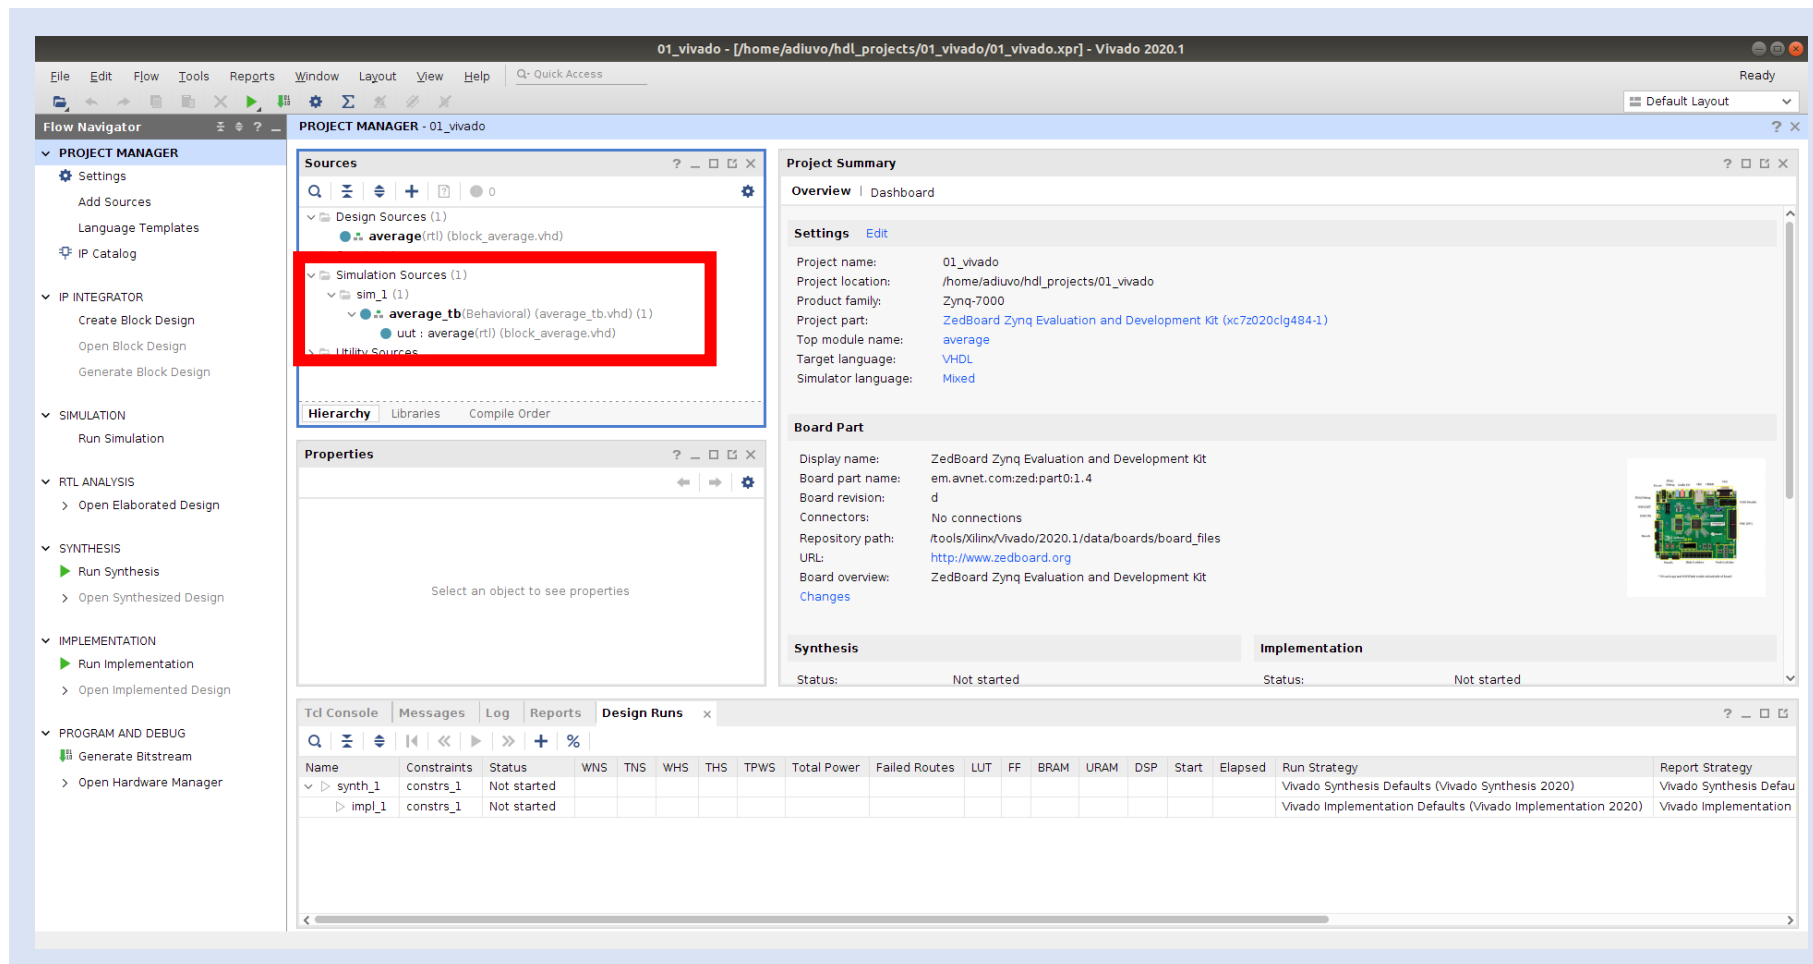 01_vivado - [/home/adiuvo/hdl_projects/01_vivado/01_vivado.xpr] - Vivado 2020.1
File Edit Flow Tools Reports Window Layout View Help Q- Quick Access Ready
Default Layout
Flow Navigator ?
PROJECT MANAGER
Settings
Add Sources
Language Templates
IP Catalog
IP INTEGRATOR
Create Block Design
Open Block Design
Generate Block Design
SIMULATION
Run Simulation
RTL ANALYSIS
Open Elaborated Design
SYNTHESIS
Run Synthesis
Open Synthesized Design
IMPLEMENTATION
Run Implementation
Open Implemented Design
PROGRAM AND DEBUG
Generate Bitstream
Open Hardware Manager
PROJECT MANAGER - 01_vivado ?
Sources ?
0
Design Sources (1)
average(rtl) (block_average.vhd)
Simulation Sources (1)
sim_1 (1)
average_tb(Behavioral) (average_tb.vhd) (1)
uut : average(rtl) (block_average.vhd)
Utility Sources
Hierarchy Libraries Compile Order
Properties ?
Select an object to see properties
Project Summary ?
Overview | Dashboard
Settings Edit
Project name: 01_vivado
Project location: /home/adiuvo/hdl_projects/01_vivado
Product family: Zynq-7000
Project part: ZedBoard Zynq Evaluation and Development Kit (xc7z020clg484-1)
Top module name: average
Target language: VHDL
Simulator language: Mixed
Board Part
Display name: ZedBoard Zynq Evaluation and Development Kit
Board part name: em.avnet.com:zed:part0:1.4
Board revision: d
Connectors: No connections
Repository path: /tools/Xilinx/Vivado/2020.1/data/boards/board_files
URL: http://www.zedboard.org
Board overview: ZedBoard Zynq Evaluation and Development Kit
Changes
Synthesis Implementation
Status: Not started Status: Not started
Tcl Console Messages Log Reports Design Runs ?
%
Name Constraints Status WNS TNS WHS THS TPWS Total Power Failed Routes LUT FF BRAM URAM DSP Start Elapsed Run Strategy Report Strategy
synth_1 constrs_1 Not started Vivado Synthesis Defaults (Vivado Synthesis 2020) Vivado Synthesis Defau
impl_1 constrs_1 Not started Vivado Implementation Defaults (Vivado Implementation 2020) Vivado Implementation